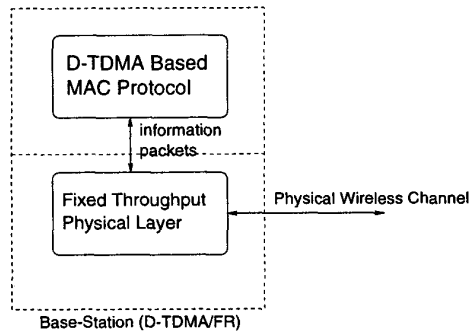 D-TDMA Based
MAC Protocol
information
packets
Fixed Throughput
Physical Layer
Physical Wireless Channel
Base-Station (D-TDMA/FR)